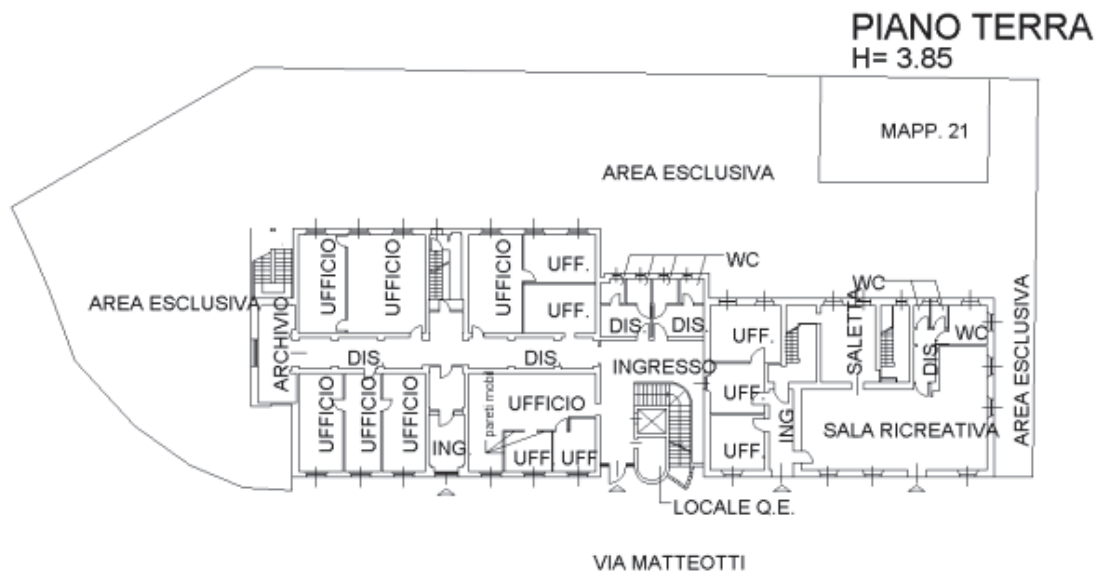 PIANO TERRA
H= 3.85
MAPP. 21
AREA ESCLUSIVA
WC
WC
UFFICIO
UFFICIO
UFFICIO
UFF.
UFF.
AREA ESCLUSIVA
ARCHIVIO
DIS.
DIS.
UFF.
SALETTA
DIS.
WC
AREA ESCLUSIVA
DIS.
DIS.
INGRESSO
UFF.
UFFICIO
UFFICIO
UFFICIO
pareti mobili
UFFICIO
ING.
UFF.
UFF.
UFF.
ING.
SALA RICREATIVA
LOCALE Q.E.
VIA MATTEOTTI